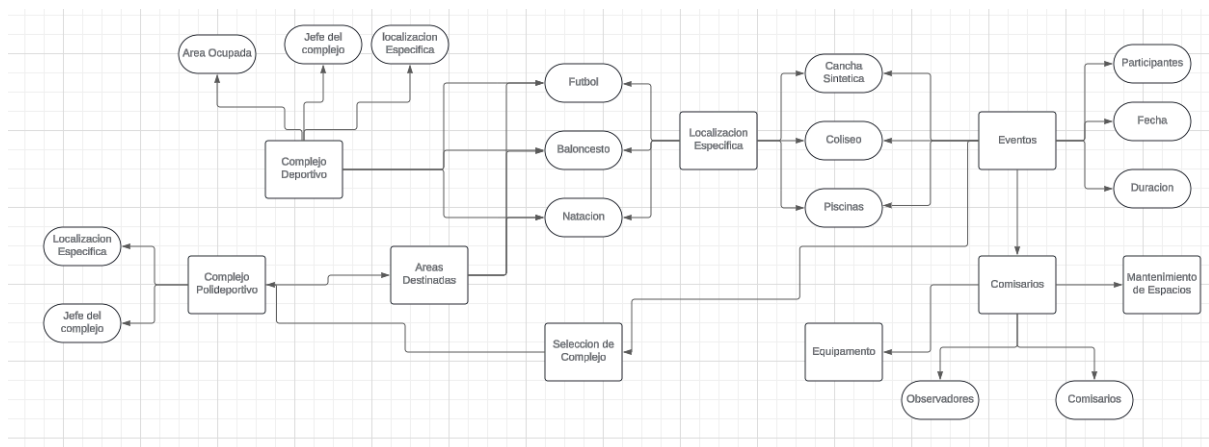 Area Ocupada
Jefe del
complejo
localizacion
Especifica
Complejo
Deportivo
Futbol
Baloncesto
Natacion
Localizacion
Especifica
Cancha
Sintetica
Coliseo
Piscinas
Eventos
Participantes
Fecha
Duracion
Localizacion
Especifica
Jefe del
complejo
Complejo
Polideportivo
Areas
Destinadas
Seleccion de
Complejo
Comisarios
Mantenimiento
de Espacios
Equipamento
Observadores
Comisarios